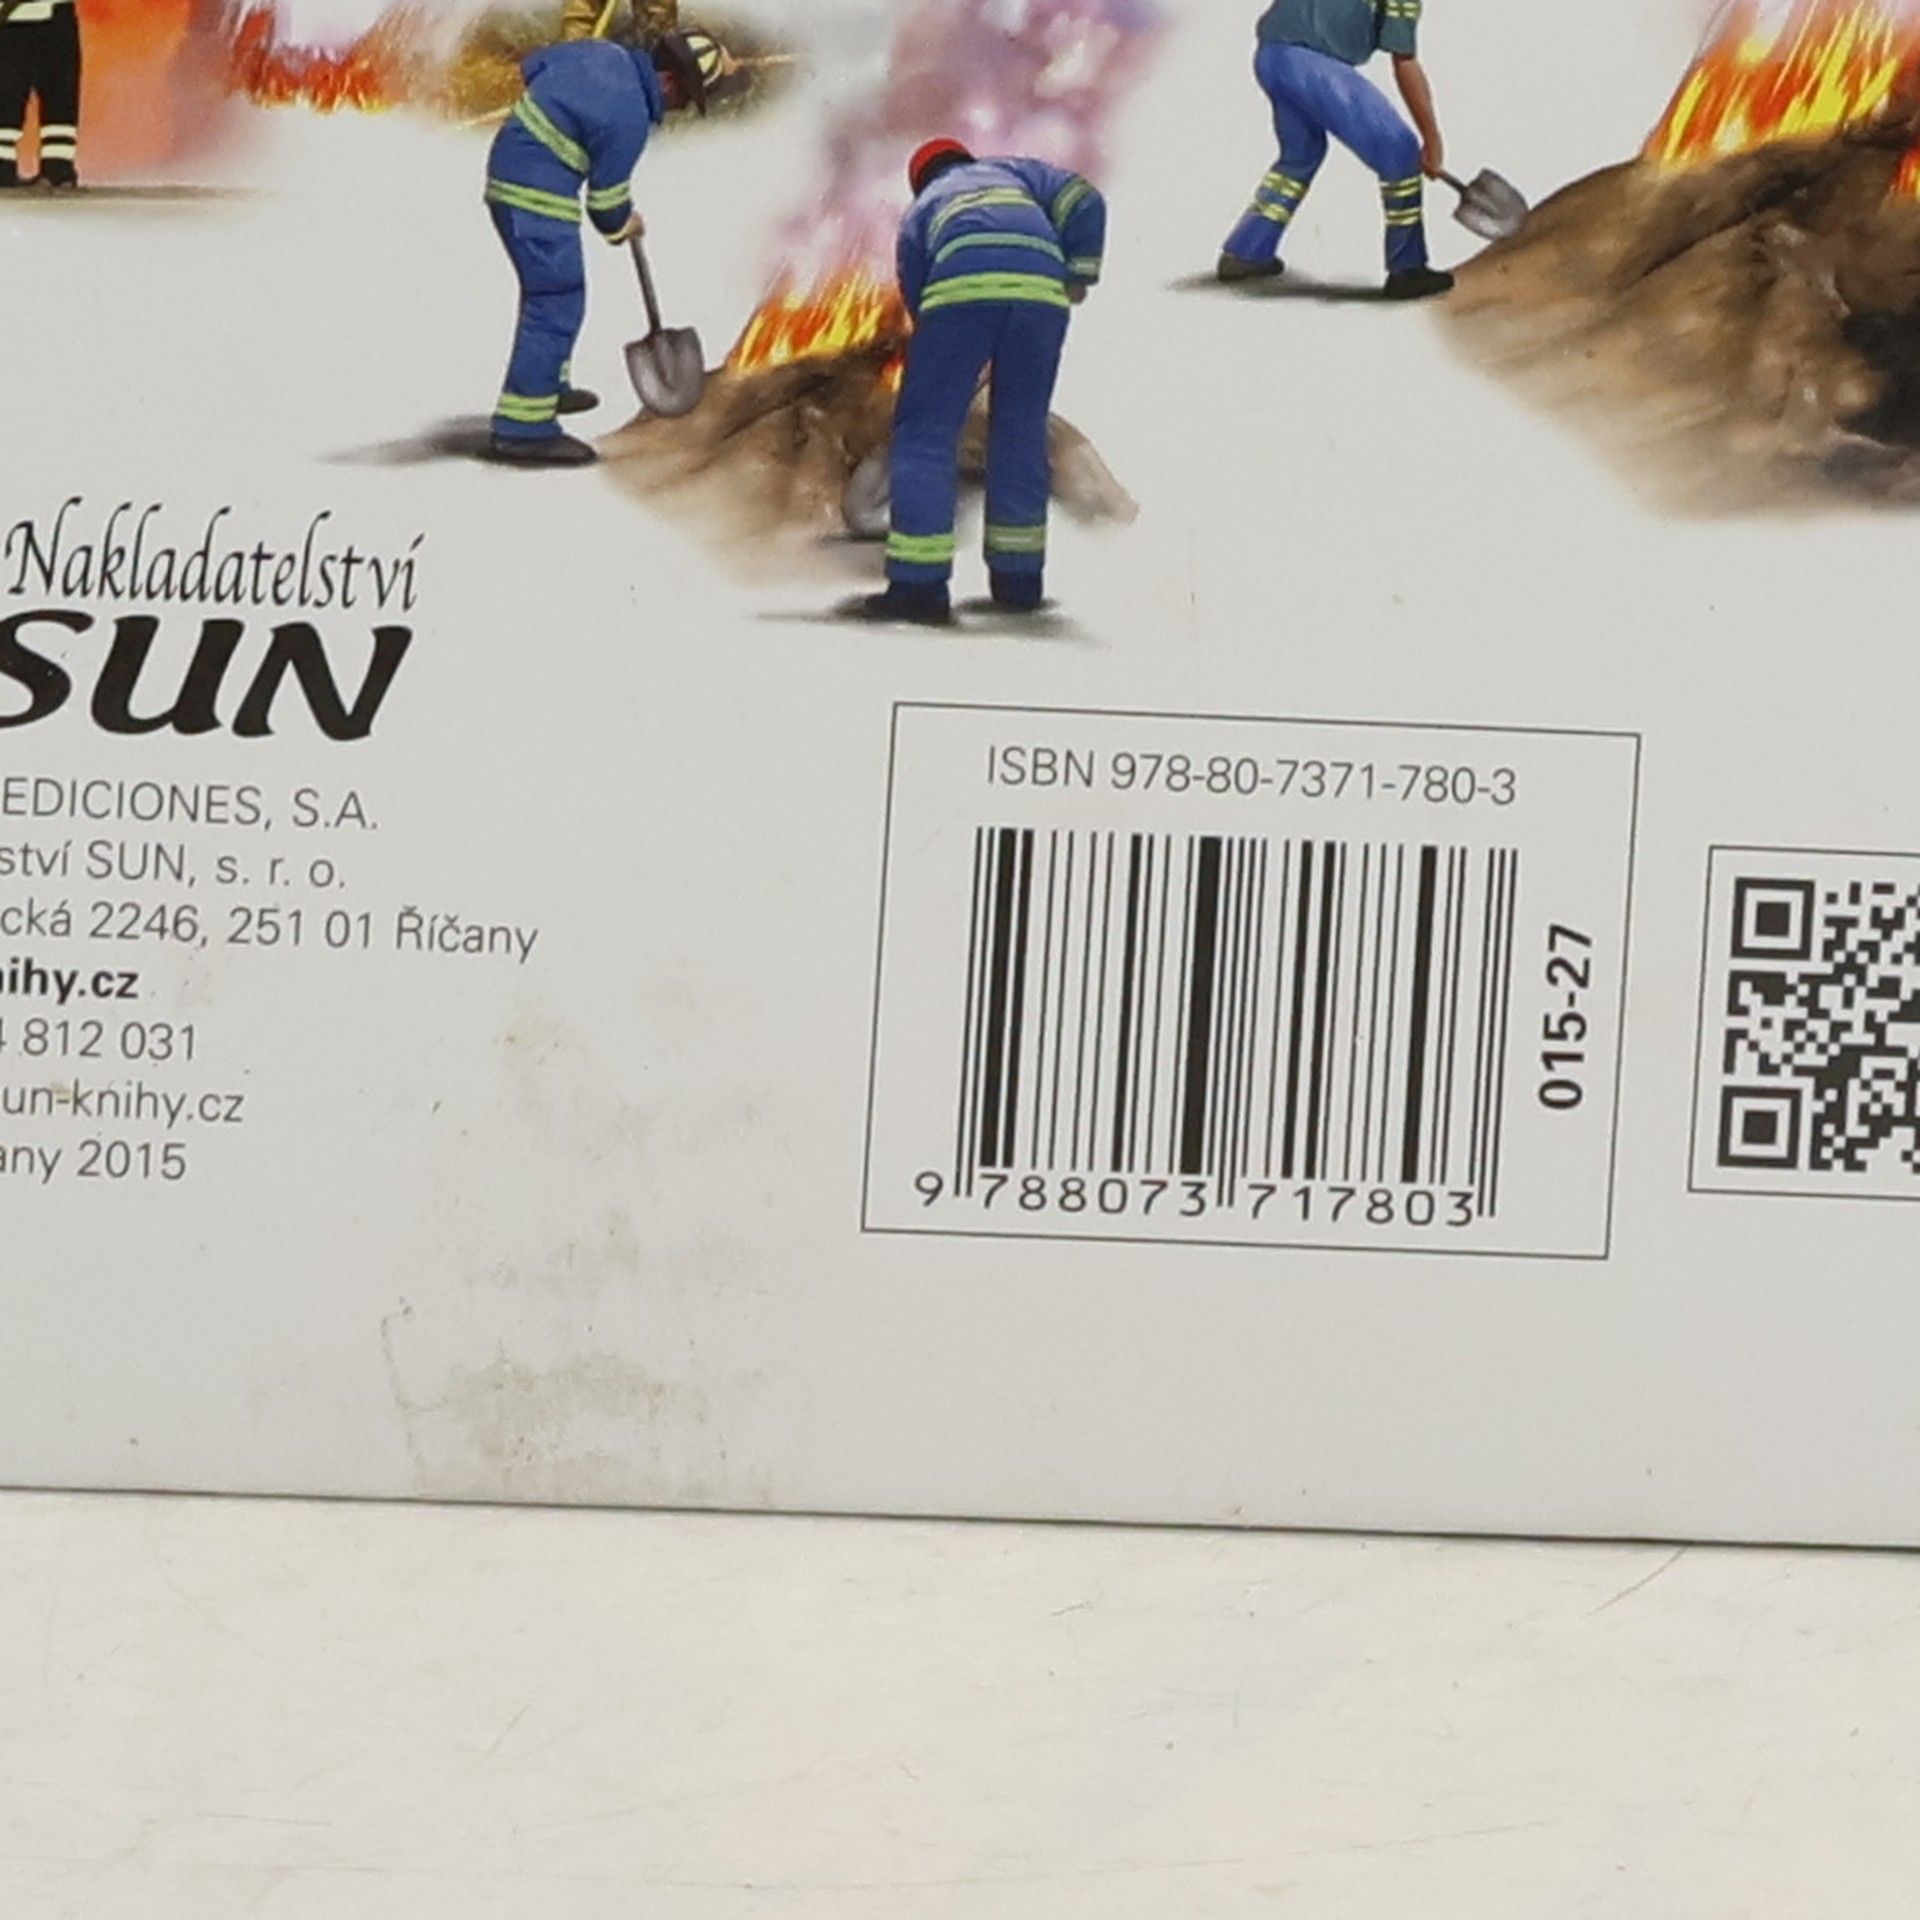 Nakladatelství
SUN
EDICIONES, S.A.
ství SUN, s. r. o.
cká 2246, 251 01 Říčany
nihy.cz
4 812 031
un-knihy.cz
any 2015
ISBN 978-80-7371-780-3
015-27
9 788073 717803